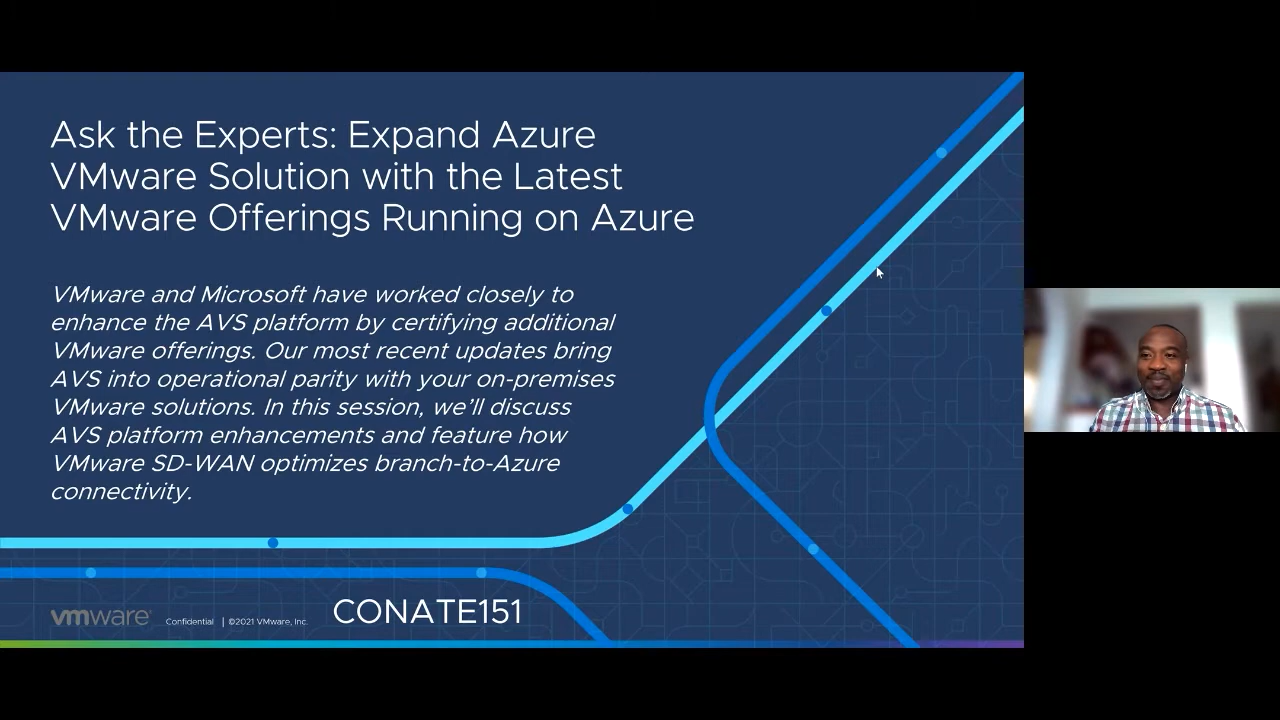 Ask the Experts: Expand Azure
VMware Solution with the Latest
VMware Offerings Running on Azure
VMware and Microsoft have worked closely to
enhance the AVS platform by certifying additional
VMware offerings. Our most recent updates bring
AVS into operational parity with your on-premises
VMware solutions. In this session, we'll discuss
AVS platform enhancements and feature how
VMware SD-WAN optimizes branch-to-Azure
connectivity.
vmware®
Confidential | ©2021 VMware, Inc.
CONATE151